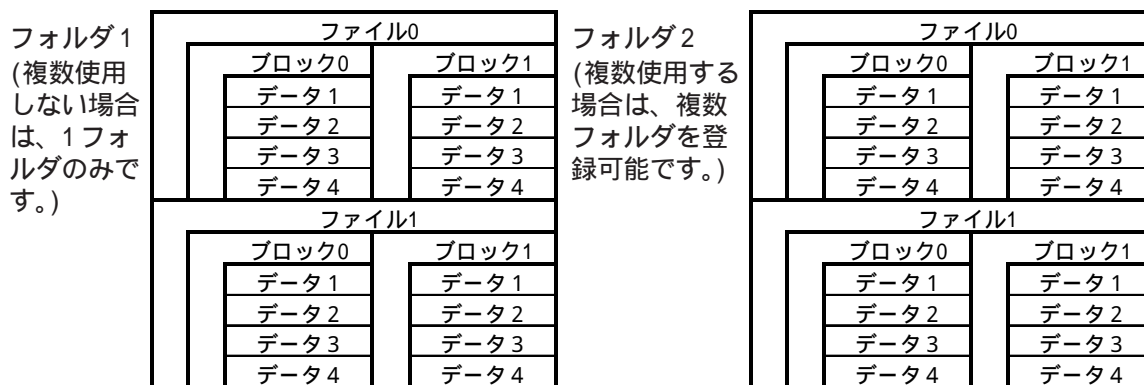 フォルダ1
(複数使用
しない場合
は、1フォ
ルダのみで
す。)
ファイル0
ブロック0 ブロック1
データ1 データ1
データ2 データ2
データ3 データ3
データ4 データ4
ファイル1
ブロック0 ブロック1
データ1 データ1
データ2 データ2
データ3 データ3
データ4 データ4
フォルダ2
(複数使用する
場合は、複数
フォルダを登
録可能です。)
ファイル0
ブロック0 ブロック1
データ1 データ1
データ2 データ2
データ3 データ3
データ4 データ4
ファイル1
ブロック0 ブロック1
データ1 データ1
データ2 データ2
データ3 データ3
データ4 データ4